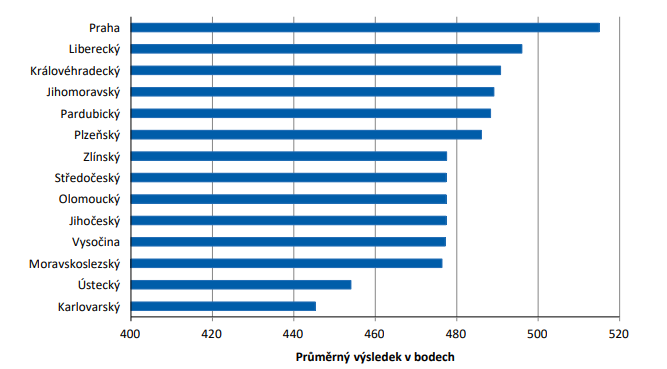 Praha
Liberecký
Královéhradecký
Jihomoravský
Pardubický
Plzeňský
Zlínský
Středočeský
Olomoucký
Jihočeský
Vysočina
Moravskoslezský
Ústecký
Karlovarský
400 420 440 460 480 500 520
Průměrný výsledek v bodech